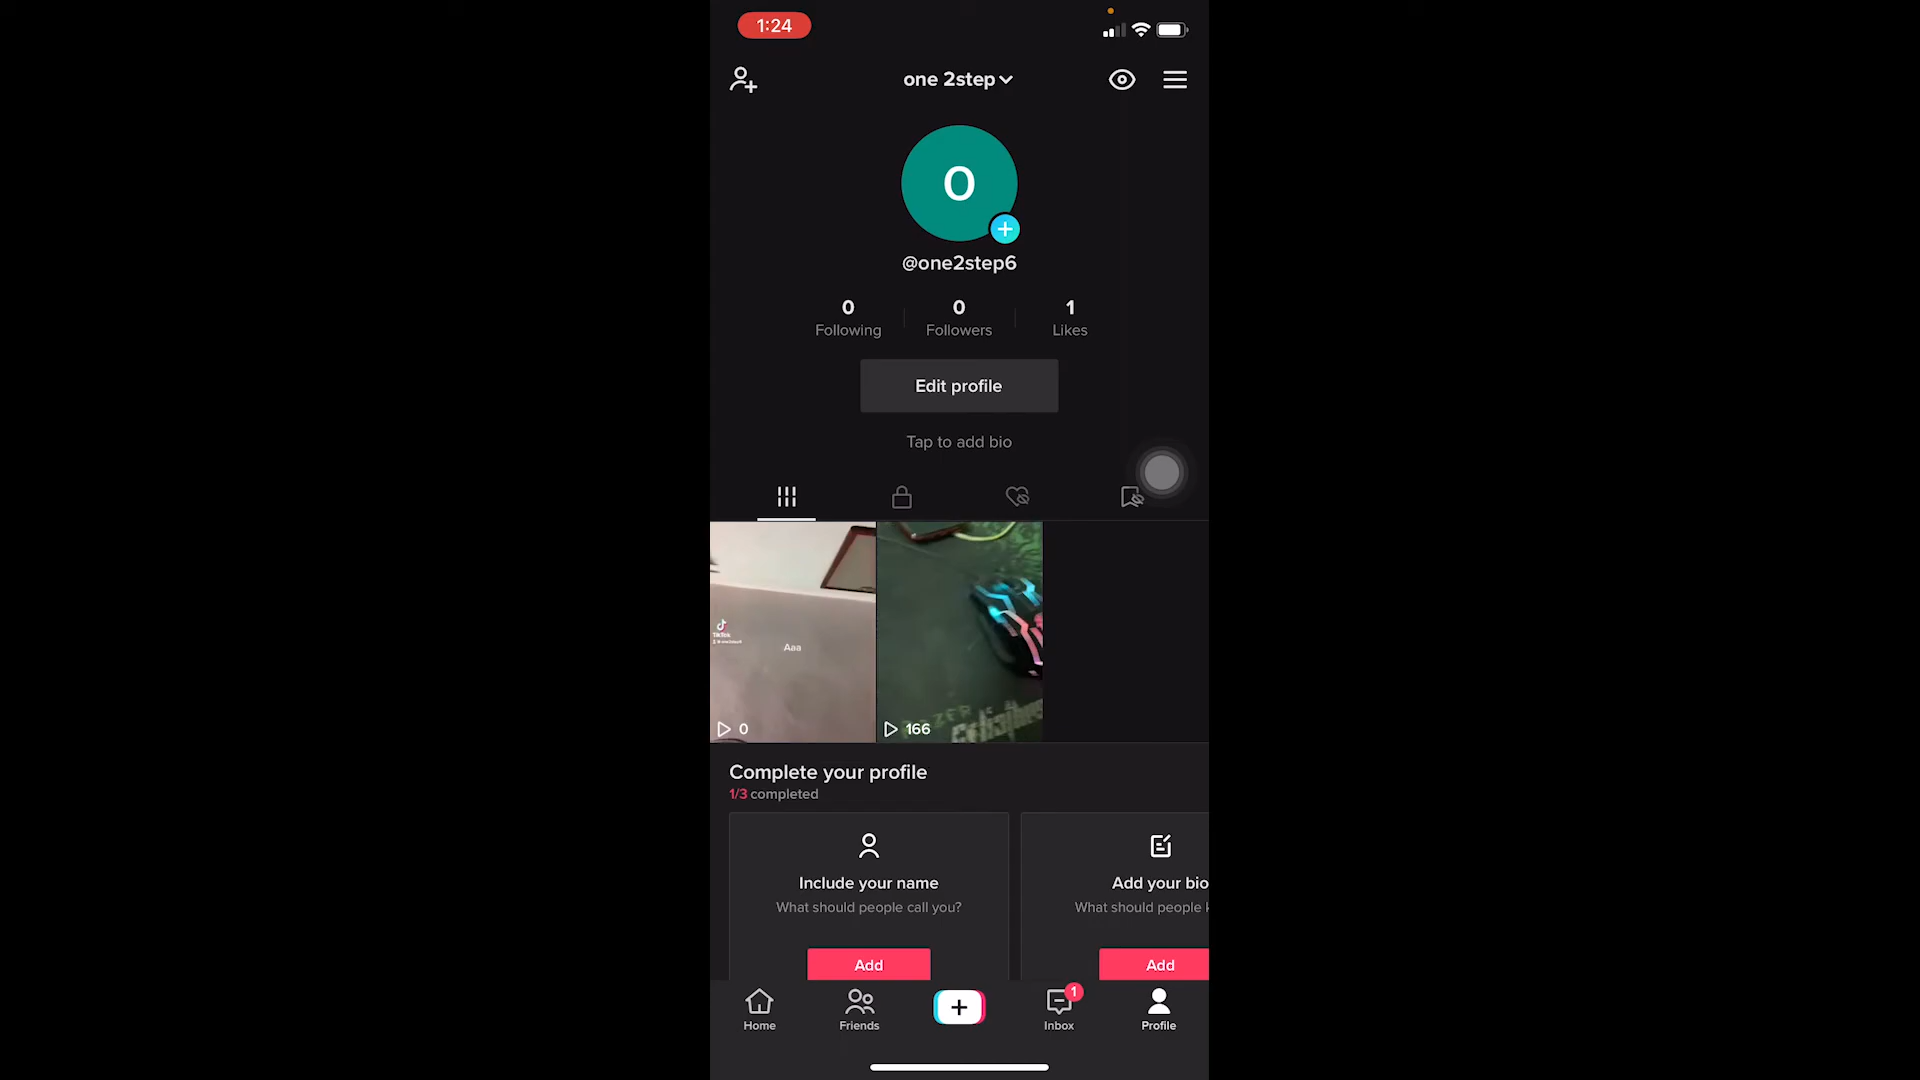 1:24
one 2step
O
@one2step6
0
Following
0
Followers
1
Likes
Edit profile
Tap to add bio
TikTok
Aaa
0
166
Complete your profile
1/3 completed
Include your name
What should people call you?
Add
Add your bio
What should people
Add
Home
Friends
Inbox
1
Profile